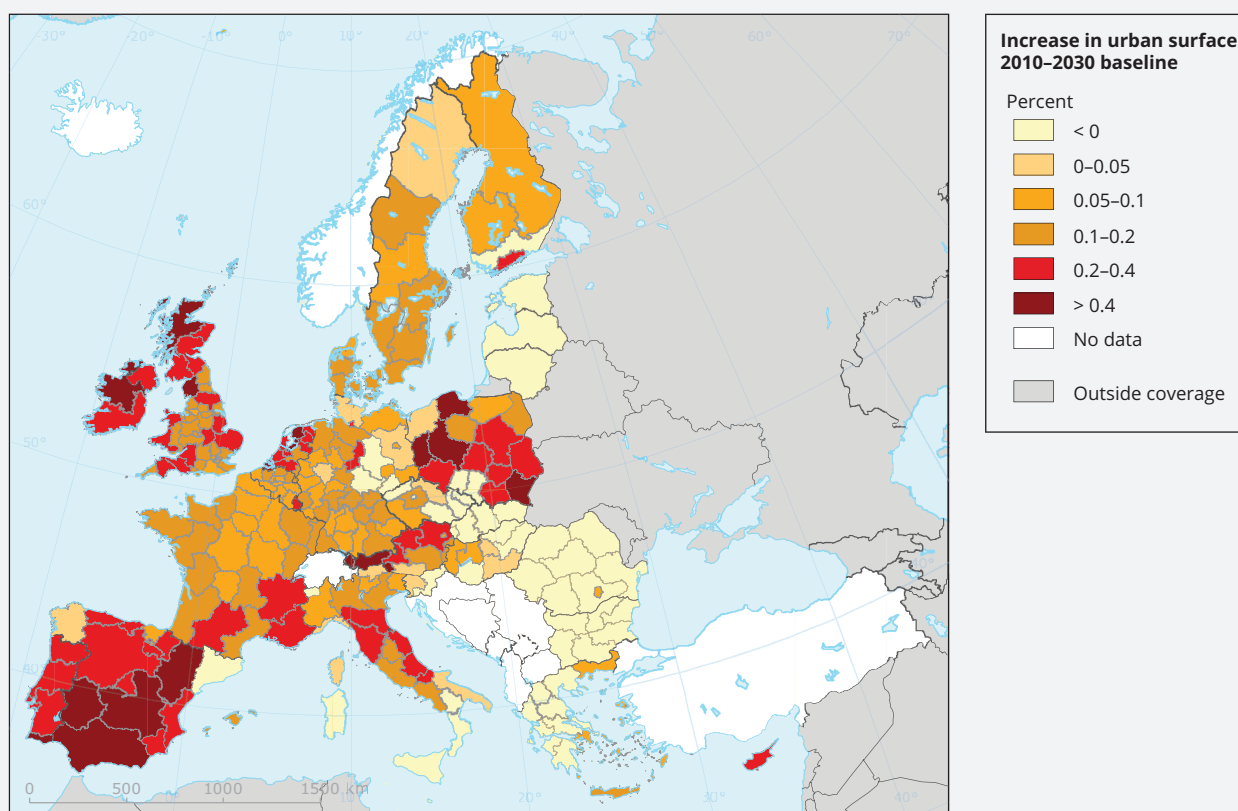 -30° -20° -10° 0° 10° 20° 30° 60° 70°
60°
50°
40°
0 500 1000 1500 km
10° 20° 30° 40°
Increase in urban surface
2010–2030 baseline
Percent
< 0
0–0.05
0.05–0.1
0.1–0.2
0.2–0.4
> 0.4
No data
Outside coverage